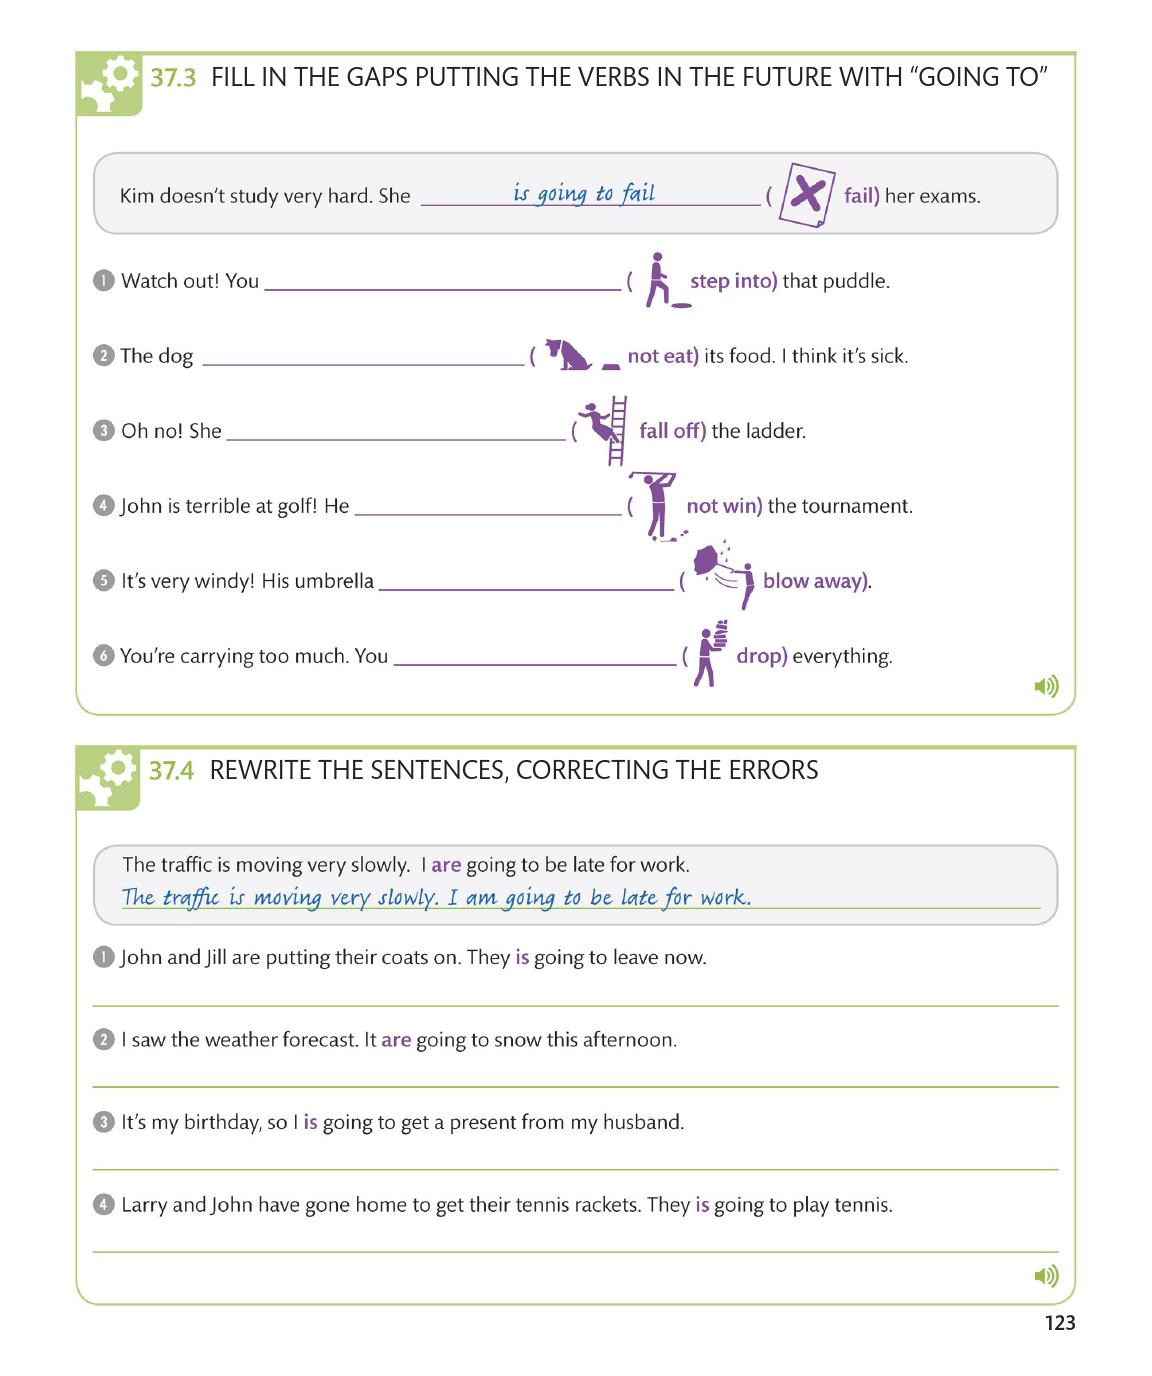 37.3 FILL IN THE GAPS PUTTING THE VERBS IN THE FUTURE WITH “GOING TO”
Kim doesn’t study very hard. She is going to fail ( fail) her exams.
1 Watch out! You ( step into) that puddle.
2 The dog ( not eat) its food. I think it’s sick.
3 Oh no! She ( fall off) the ladder.
4 John is terrible at golf! He ( not win) the tournament.
5 It’s very windy! His umbrella ( blow away).
6 You’re carrying too much. You ( drop) everything.
37.4 REWRITE THE SENTENCES, CORRECTING THE ERRORS
The traffic is moving very slowly. I are going to be late for work.
The traffic is moving very slowly. I am going to be late for work.
1 John and Jill are putting their coats on. They is going to leave now.
2 I saw the weather forecast. It are going to snow this afternoon.
3 It’s my birthday, so I is going to get a present from my husband.
4 Larry and John have gone home to get their tennis rackets. They is going to play tennis.
123